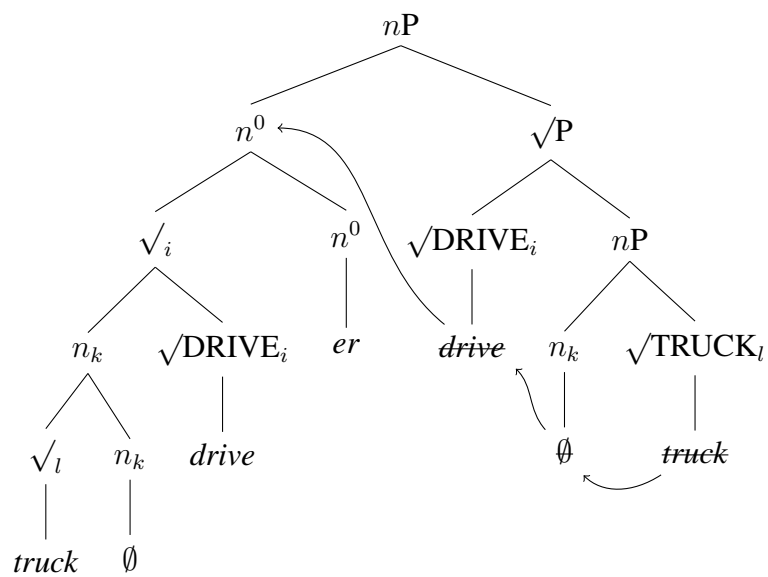 nP
n⁰ √P
√ᵢ n⁰ √DRIVEᵢ nP
nₖ √DRIVEᵢ er drive nₖ √TRUCKₗ
√ₗ nₖ drive ∅ truck
truck ∅